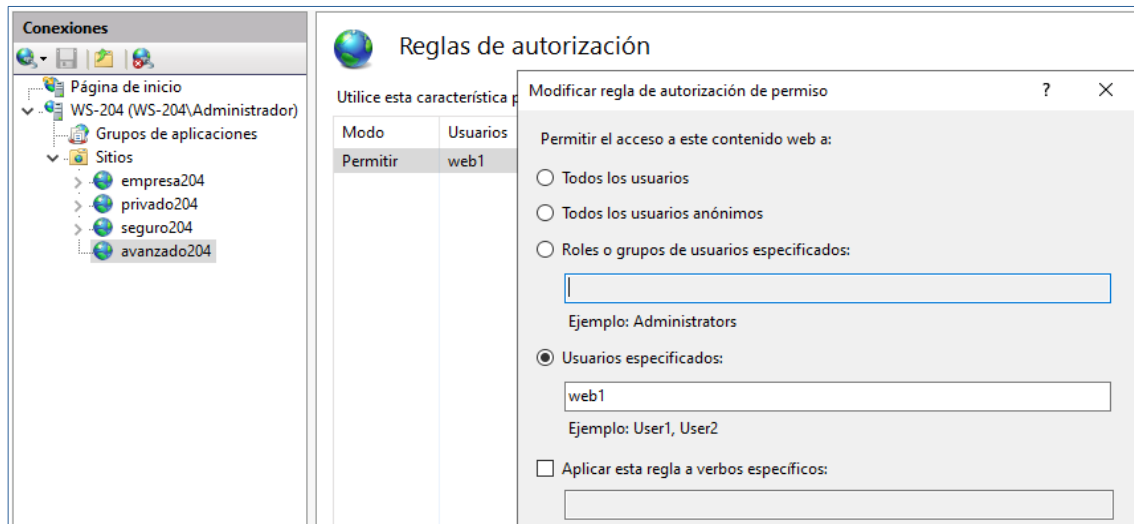 Conexiones
Página de inicio
WS-204 (WS-204\Administrador)
Grupos de aplicaciones
Sitios
empresa204
privado204
seguro204
avanzado204
Reglas de autorización
Utilice esta característica p
Modo Usuarios
Permitir web1
Modificar regla de autorización de permiso ? X
Permitir el acceso a este contenido web a:
Todos los usuarios
Todos los usuarios anónimos
Roles o grupos de usuarios especificados:
Ejemplo: Administrators
Usuarios especificados:
web1
Ejemplo: User1, User2
Aplicar esta regla a verbos específicos: